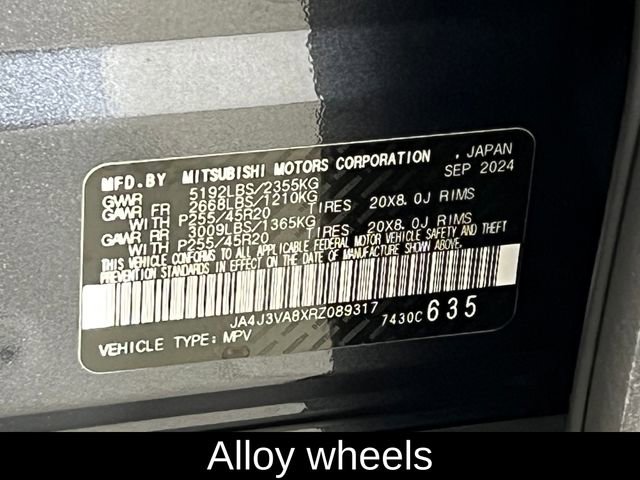 MFD.BY MITSUBISHI MOTORS CORPORATION , JAPAN
SEP 2024
GVWR 5192LBS/2355KG
GAWR FR 2668LBS/1210KG
WITH P255/45R20 TIRES 20X8.0J RIMS
GAWR RR 3009LBS/1365KG
WITH P255/45R20 TIRES 20X8.0J RIMS
THIS VEHICLE CONFORMS TO ALL APPLICABLE FEDERAL MOTOR VEHICLE SAFETY AND THEFT
PREVENTION STANDARDS IN EFFECT ON THE DATE OF MANUFACTURE SHOWN ABOVE.
JA4J3VA8XRZ089317 7430C 635
VEHICLE TYPE: MPV
Alloy wheels